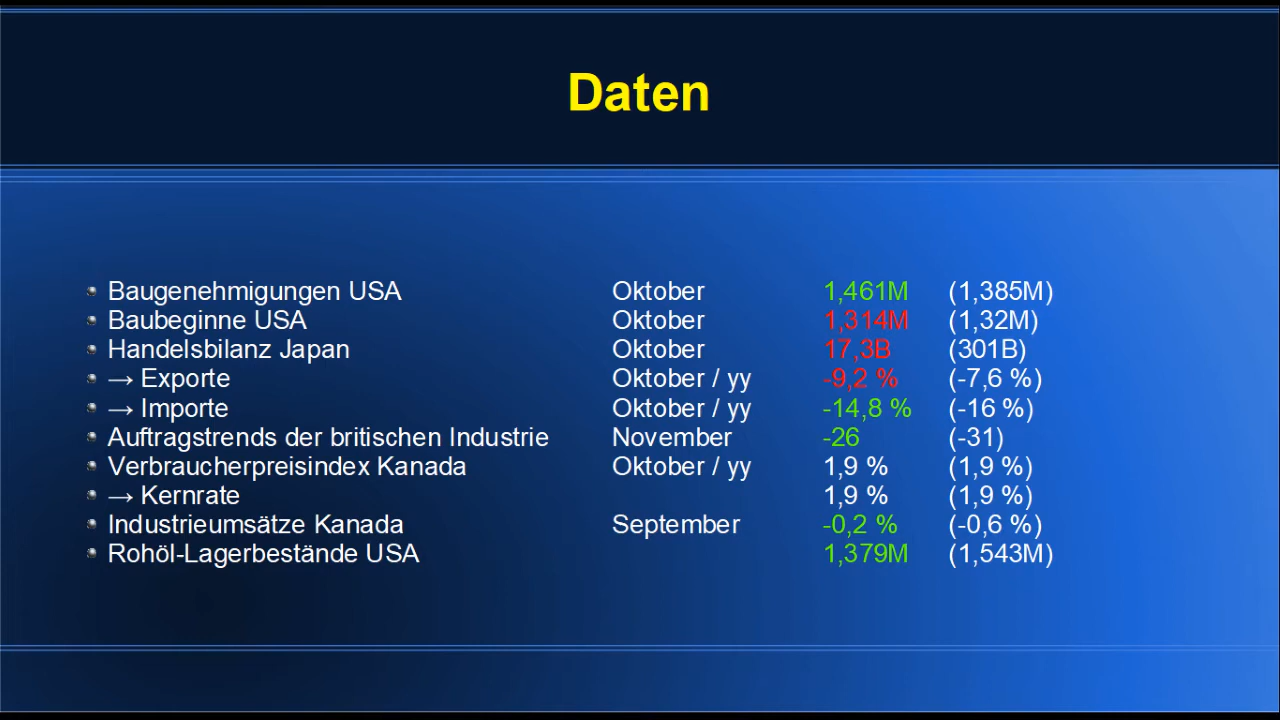 Daten
Baugenehmigungen USA Oktober 1,461M (1,385M)
Baubeginne USA Oktober 1,314M (1,32M)
Handelsbilanz Japan Oktober 17,3B (301B)
→ Exporte Oktober / yy -9,2 % (-7,6 %)
→ Importe Oktober / yy -14,8 % (-16 %)
Auftragstrends der britischen Industrie November -26 (-31)
Verbraucherpreisindex Kanada Oktober / yy 1,9 % (1,9 %)
→ Kernrate 1,9 % (1,9 %)
Industrieumsätze Kanada September -0,2 % (-0,6 %)
Rohöl-Lagerbestände USA 1,379M (1,543M)